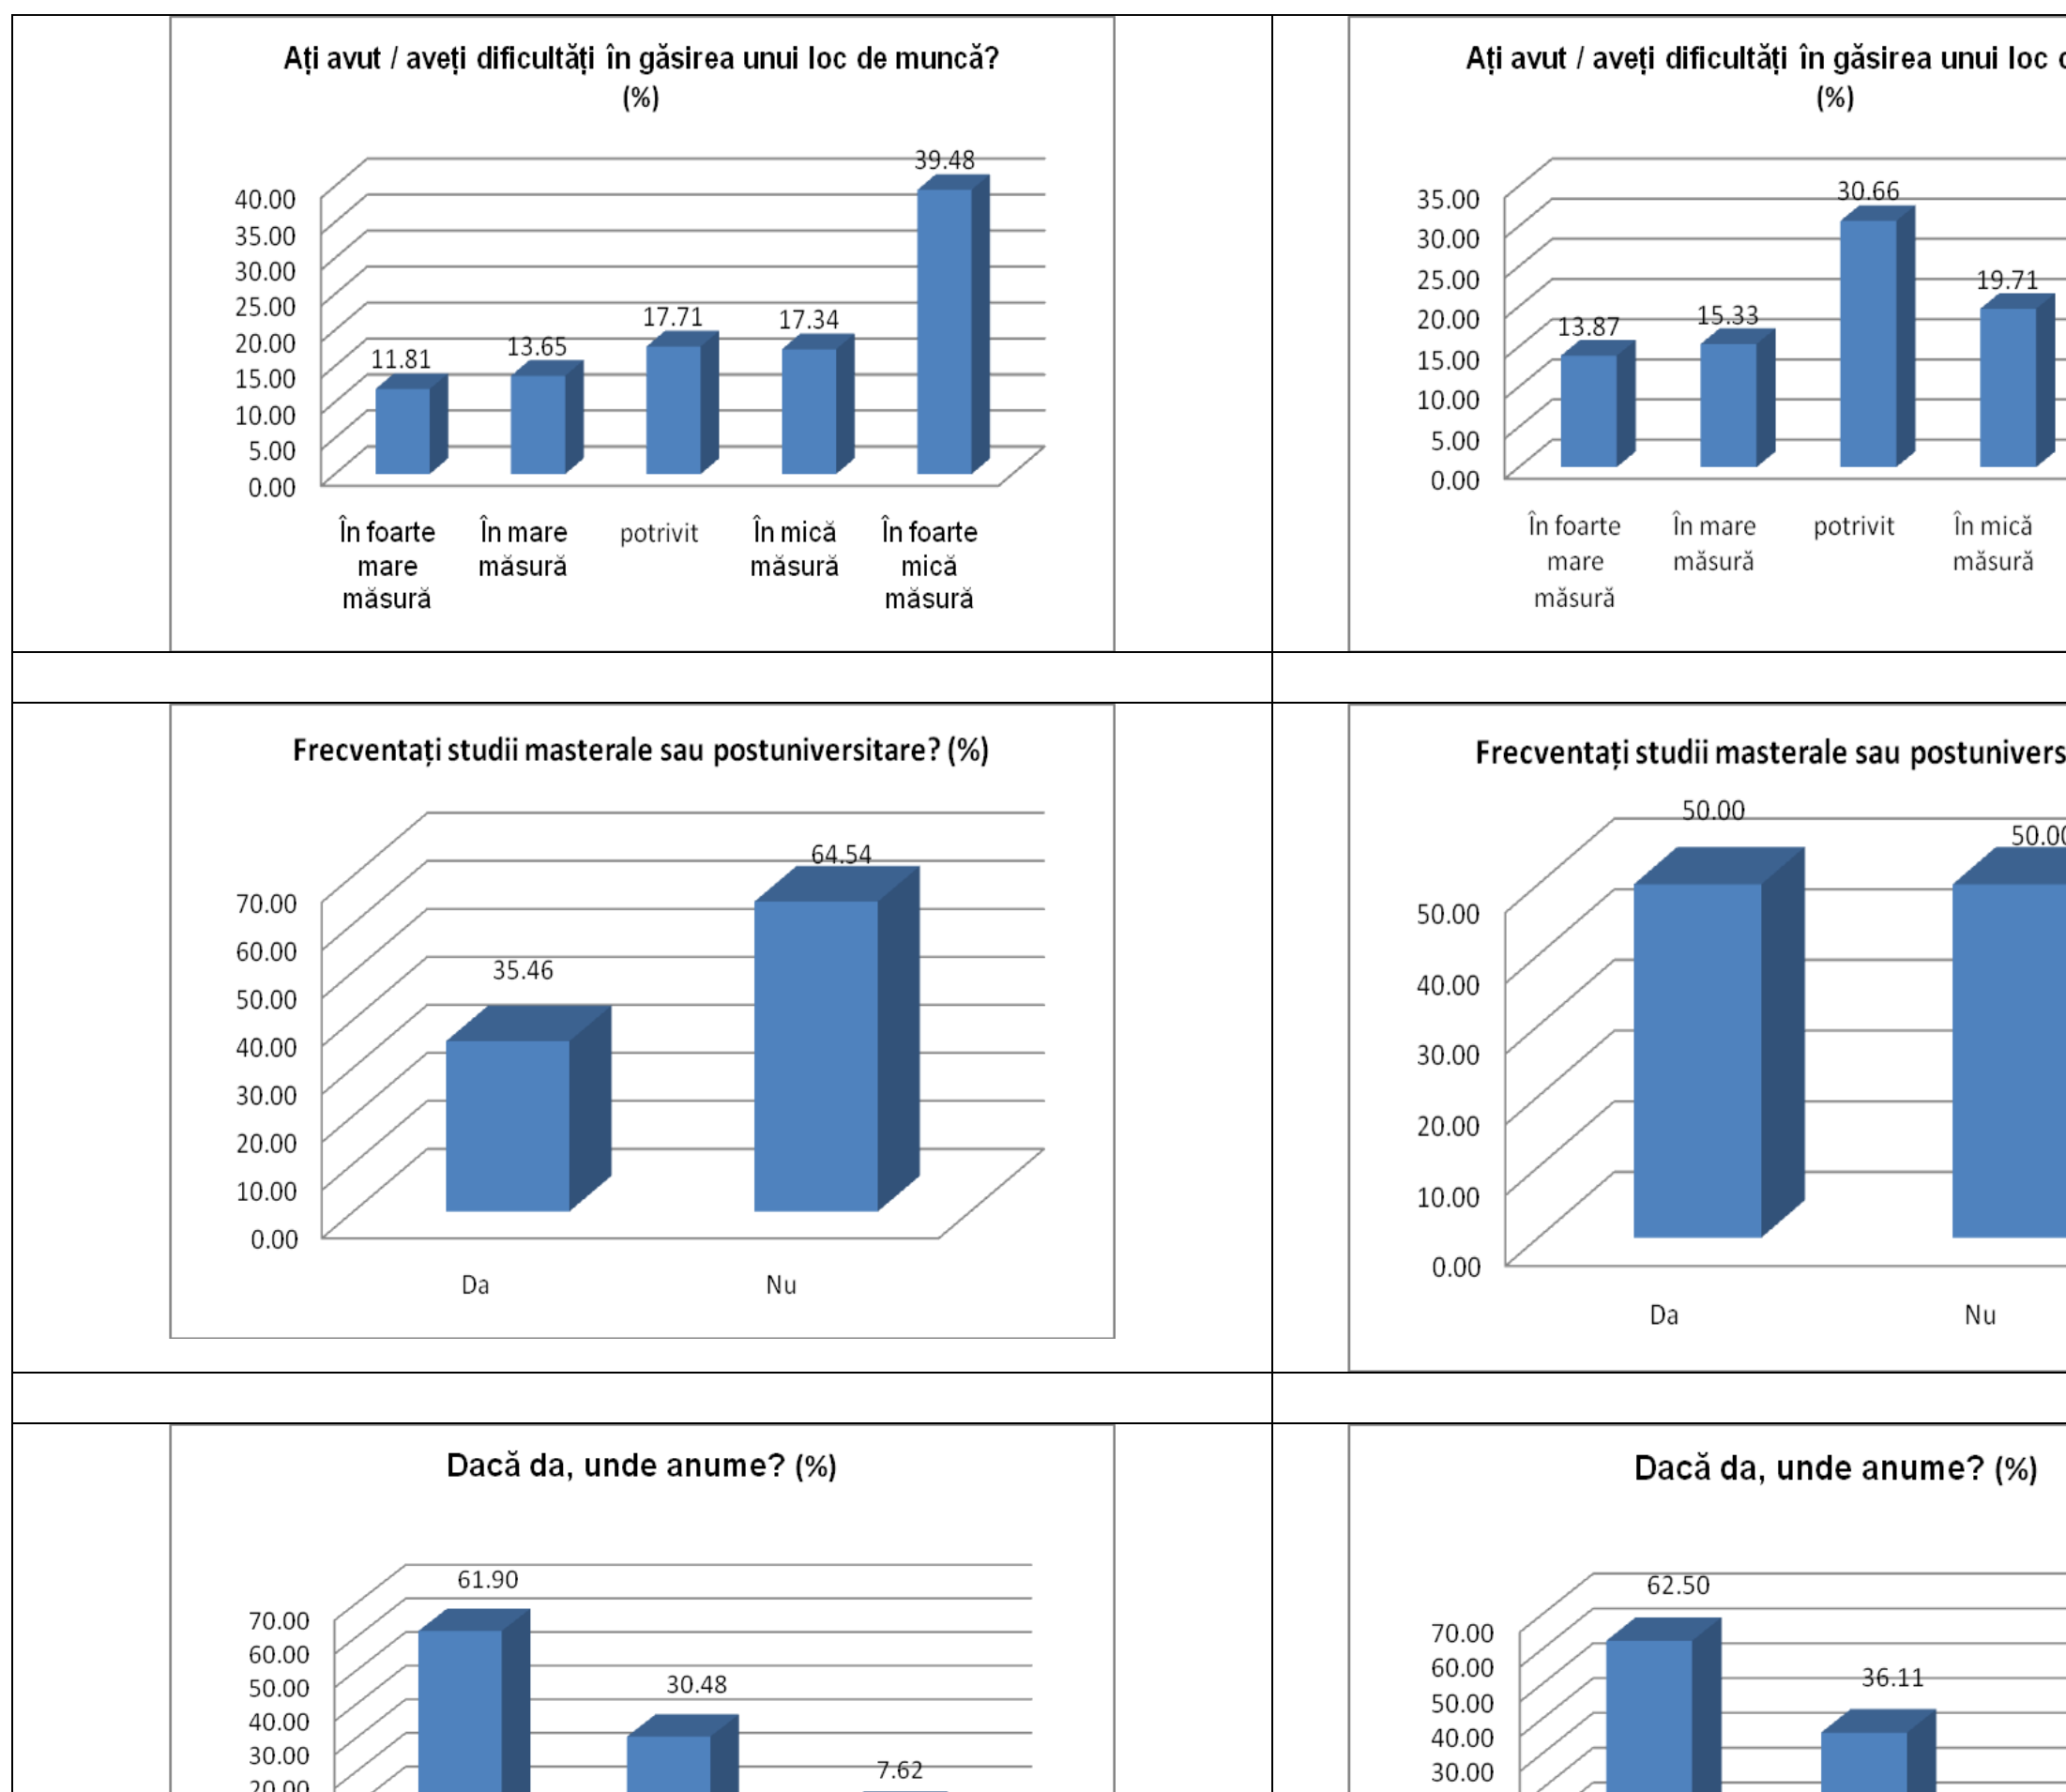 Ați avut / aveți dificultăți în găsirea unui loc de muncă?
(%)
39.48
40.00
35.00
30.00
25.00
20.00
15.00
10.00
5.00
0.00
11.81
13.65
17.71
17.34
În foarte
mare
măsură
În mare
măsură
potrivit
În mică
măsură
În foarte
mică
măsură
Ați avut / aveți dificultăți în găsirea unui loc
(%)
35.00
30.00
25.00
20.00
15.00
10.00
5.00
0.00
13.87
15.33
30.66
19.71
În foarte
mare
măsură
În mare
măsură
potrivit
În mică
măsură
Frecventați studii masterale sau postuniversitare? (%)
70.00
60.00
50.00
40.00
30.00
20.00
10.00
0.00
35.46
64.54
Da
Nu
Frecventați studii masterale sau postunivers
50.00
50.00
50.00
40.00
30.00
20.00
10.00
0.00
Da
Nu
Dacă da, unde anume? (%)
61.90
30.48
7.62
70.00
60.00
50.00
40.00
30.00
20.00
Dacă da, unde anume? (%)
62.50
36.11
70.00
60.00
50.00
40.00
30.00